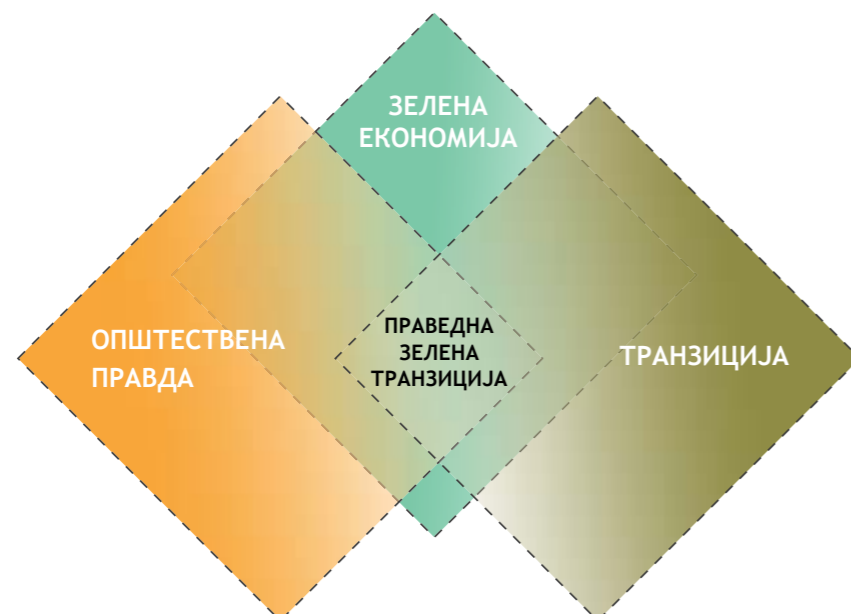 ЗЕЛЕНА
ЕКОНОМИЈА
ОПШТЕСТВЕНА
ПРАВДА
ПРАВЕДНА
ЗЕЛЕНА
ТРАНЗИЦИЈА
ТРАНЗИЦИЈА